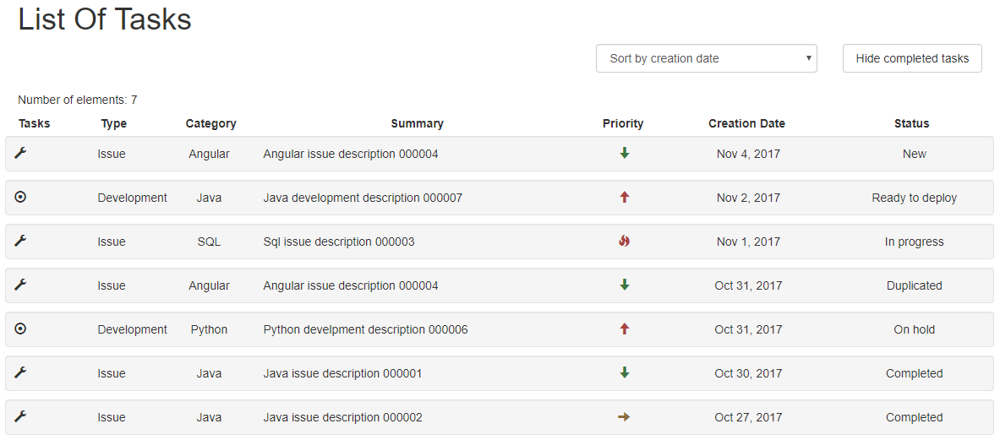 List Of Tasks
Sort by creation date Hide completed tasks
Number of elements: 7
Tasks Type Category Summary Priority Creation Date Status
Issue Angular Angular issue description 000004 Nov 4, 2017 New
Development Java Java development description 000007 Nov 2, 2017 Ready to deploy
Issue SQL Sql issue description 000003 Nov 1, 2017 In progress
Issue Angular Angular issue description 000004 Oct 31, 2017 Duplicated
Development Python Python develpment description 000006 Oct 31, 2017 On hold
Issue Java Java issue description 000001 Oct 30, 2017 Completed
Issue Java Java issue description 000002 Oct 27, 2017 Completed